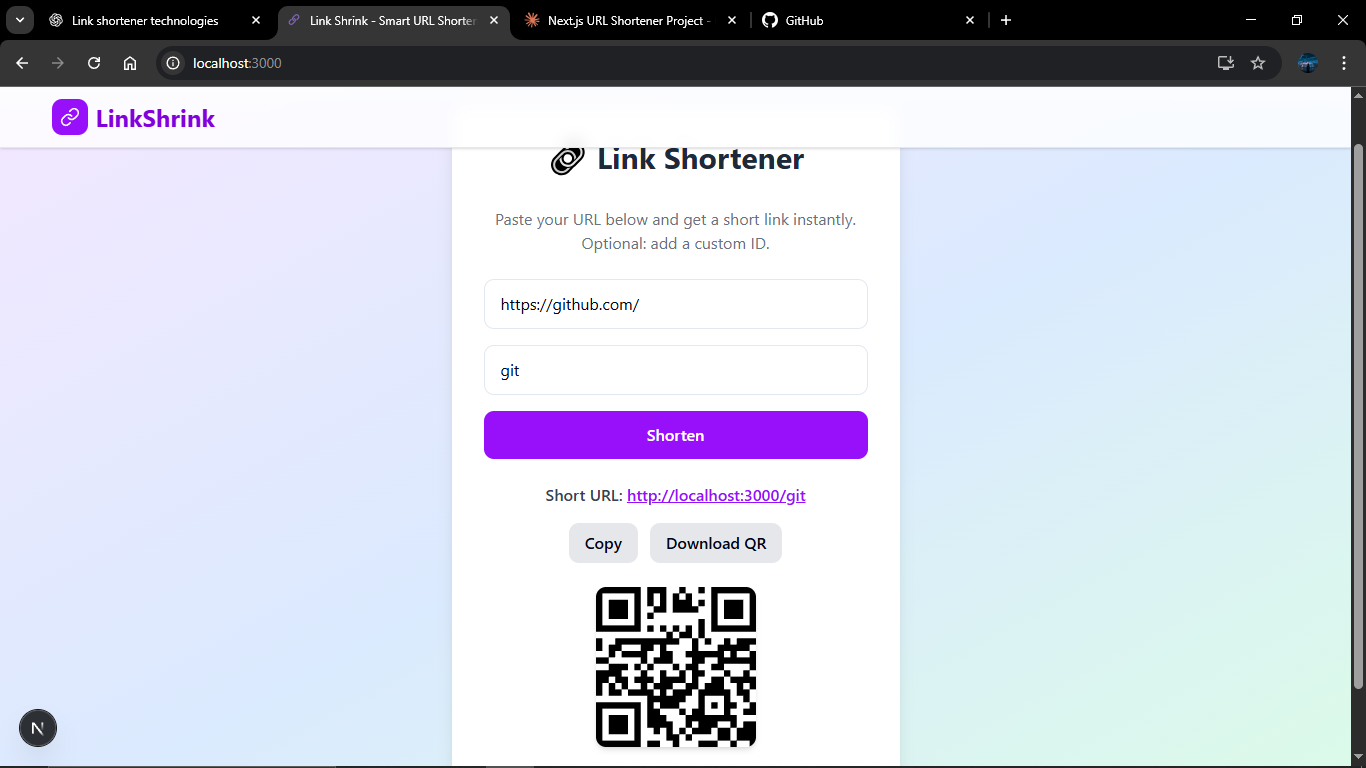 Link shortener technologies
Link Shrink - Smart URL Shorten
Next.js URL Shortener Project -
GitHub
localhost:3000
LinkShrink
Link Shortener
Paste your URL below and get a short link instantly.
Optional: add a custom ID.
https://github.com/
git
Shorten
Short URL: http://localhost:3000/git
Copy
Download QR
N